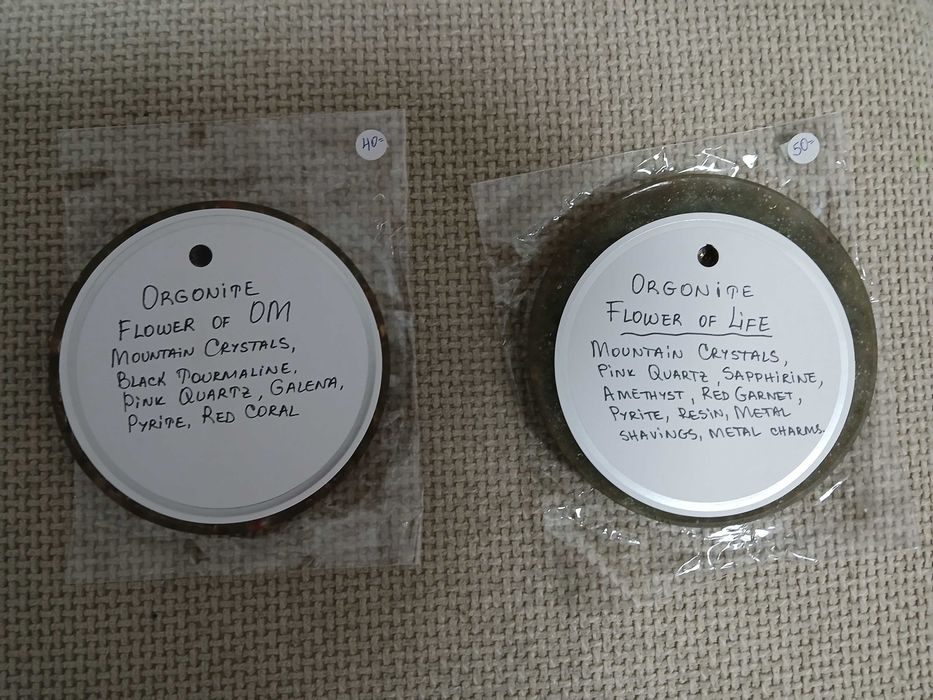 40=
ORGONITE
FLOWER OF OM
MOUNTAIN CRYSTALS,
BLACK TOURMALINE,
PINK QUARTZ, GALENA,
PYRITE, RED CORAL
50=
ORGONITE
FLOWER OF LIFE
MOUNTAIN CRYSTALS,
PINK QUARTZ, SAPPHIRINE,
AMETHYST, RED GARNET,
PYRITE, RESIN, METAL
SHAVINGS, METAL CHARMS.